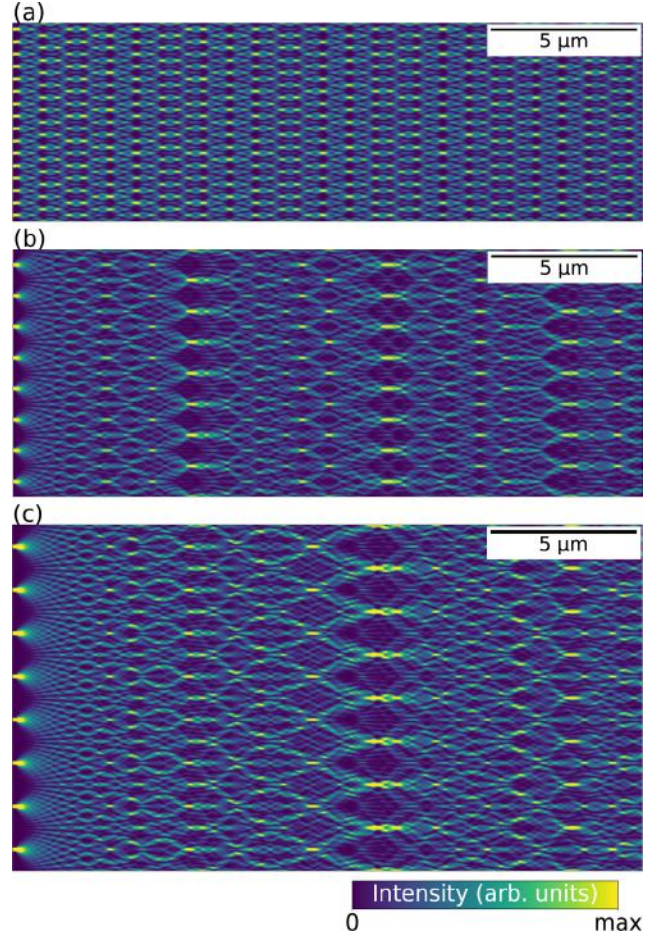 (a)
5 μm
(b)
5 μm
(c)
5 μm
Intensity (arb. units)
0 max